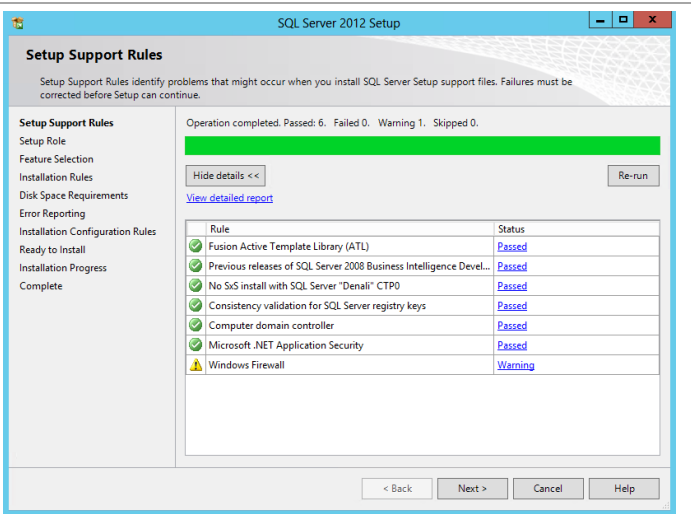 SQL Server 2012 Setup
Setup Support Rules
Setup Support Rules identify problems that might occur when you install SQL Server Setup support files. Failures must be
corrected before Setup can continue.
Setup Support Rules
Setup Role
Feature Selection
Installation Rules
Disk Space Requirements
Error Reporting
Installation Configuration Rules
Ready to Install
Installation Progress
Complete
Operation completed. Passed: 6. Failed 0. Warning 1. Skipped 0.
Hide details << Re-run
View detailed report
Rule Status
Fusion Active Template Library (ATL) Passed
Previous releases of SQL Server 2008 Business Intelligence Devel... Passed
No SxS install with SQL Server "Denali" CTP0 Passed
Consistency validation for SQL Server registry keys Passed
Computer domain controller Passed
Microsoft .NET Application Security Passed
Windows Firewall Warning
< Back Next > Cancel Help